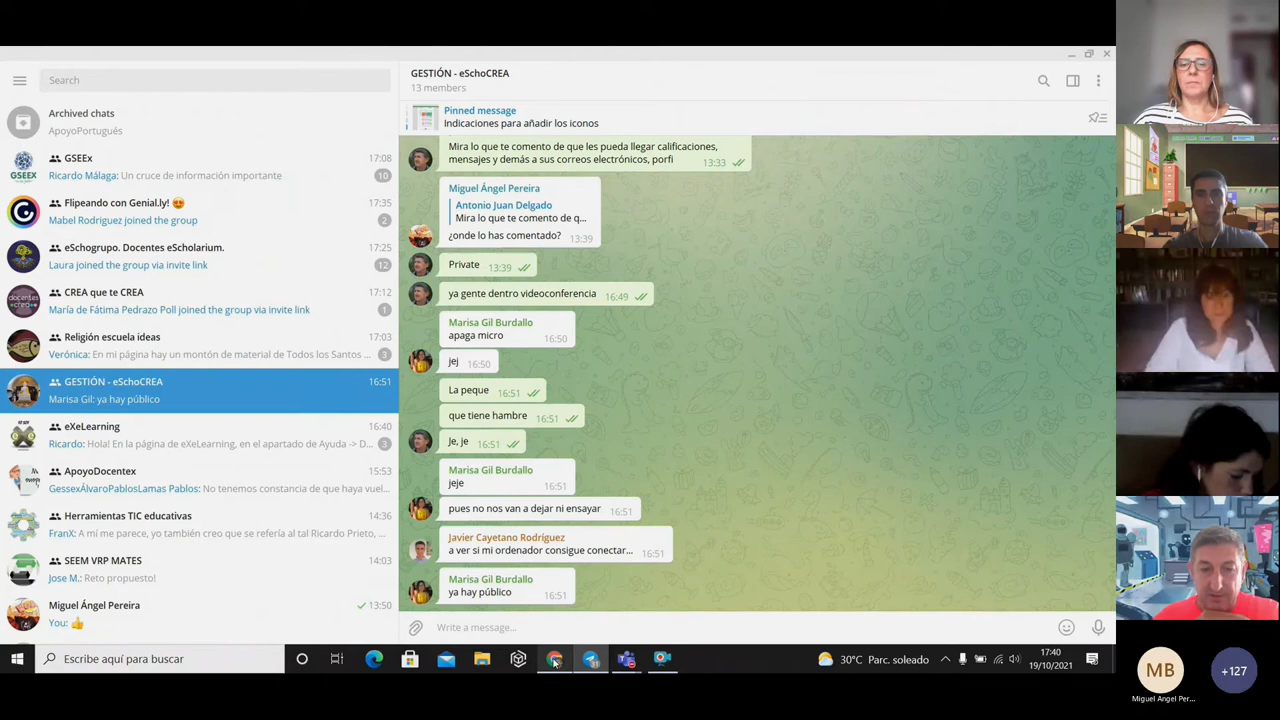 Search
Archived chats
ApoyoPortugués
GSEEX
GSEEx
17:08
Ricardo Málaga: Un cruce de información importante
10
Flipeando con Genial.ly!
17:35
Mabel Rodriguez joined the group
2
eSchogrupo. Docentes eScholarium.
17:25
Laura joined the group via invite link
12
docentes
crea
CREA que te CREA
17:12
María de Fátima Pedrazo Poll joined the group via invite link
1
Religión escuela ideas
17:03
Verónica: En mi página hay un montón de material de Todos los Santos ...
3
GESTIÓN - eSchoCREA
16:51
Marisa Gil: ya hay público
eXeLearning
16:40
Ricardo: Hola! En la página de eXeLearning, en el apartado de Ayuda -> D...
3
ApoyoDocentex
15:53
GessexÁlvaroPablosLamas Pablos: No tenemos constancia de que haya vuel...
Herramientas TIC educativas
14:36
FranX: A mí me parece, yo también creo que se refería al tal Ricardo Prieto, ...
SEEM VRP MATES
14:03
Jose M.: Reto propuesto!
Miguel Ángel Pereira
13:50
You:
GESTIÓN - eSchoCREA
13 members
Pinned message
Indicaciones para añadir los iconos
Mira lo que te comento de que les pueda llegar calificaciones,
mensajes y demás a sus correos electrónicos, porfi
13:33
Miguel Ángel Pereira
Antonio Juan Delgado
Mira lo que te comento de q...
¿onde lo has comentado? 13:39
Private 13:39
ya gente dentro videoconferencia 16:49
Marisa Gil Burdallo
apaga micro 16:50
jej 16:50
La peque 16:51
que tiene hambre 16:51
Je, je 16:51
Marisa Gil Burdallo
jeje 16:51
pues no nos van a dejar ni ensayar 16:51
Javier Cayetano Rodríguez
a ver si mi ordenador consigue conectar... 16:51
Marisa Gil Burdallo
ya hay público 16:51
Write a message...
Escribe aquí para buscar
31
30°C Parc. soleado
17:40
19/10/2021
MB
Miguel Angel Per...
+127